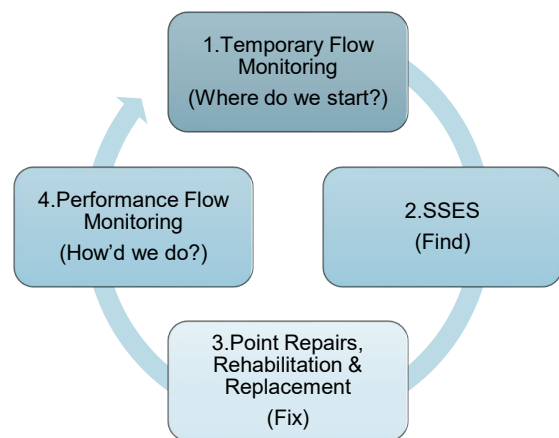 1.Temporary Flow
Monitoring
(Where do we start?)
2.SSES
(Find)
3.Point Repairs,
Rehabilitation &
Replacement
(Fix)
4.Performance Flow
Monitoring
(How’d we do?)